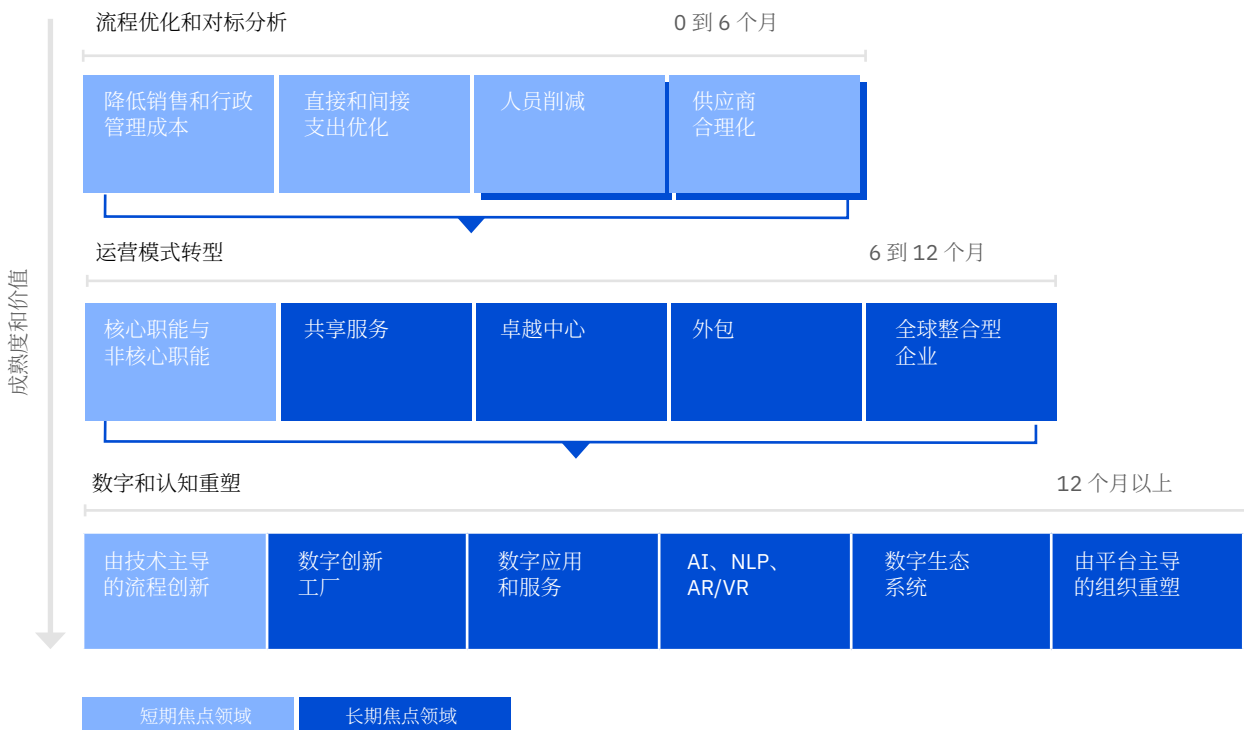 流程优化和对标分析
0 到 6 个月
降低销售和行政
管理成本
直接和间接
支出优化
人员削减
供应商
合理化
运营模式转型
6 到 12 个月
核心职能与
非核心职能
共享服务
卓越中心
外包
全球整合型
企业
成熟度和价值
数字和认知重塑
12 个月以上
由技术主导
的流程创新
数字创新
工厂
数字应用
和服务
AI、NLP、
AR/VR
数字生态
系统
由平台主导
的组织重塑
短期焦点领域
长期焦点领域